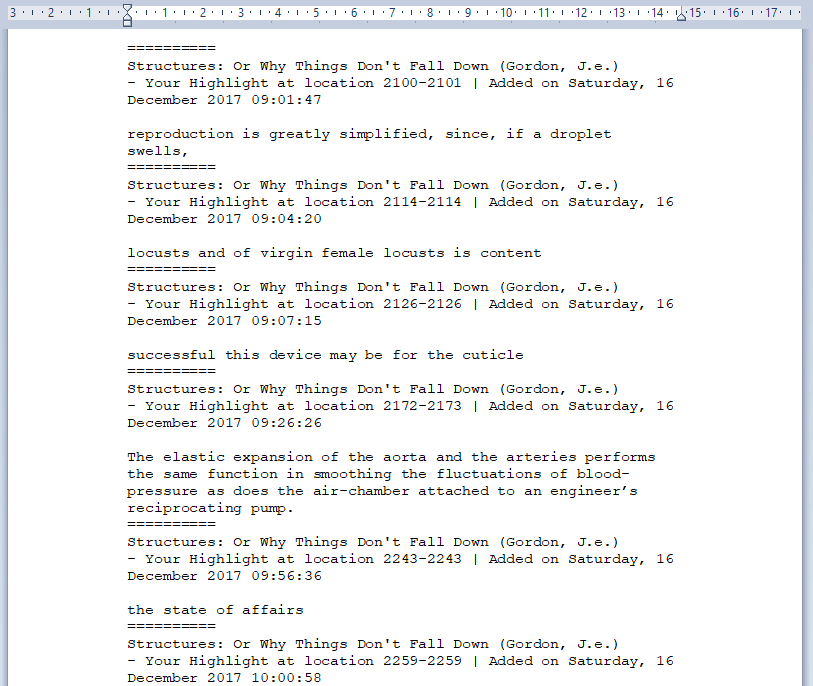 3 2 1 1 2 3 4 5 6 7 8 9 10 11 12 13 14 15 16 17
==========
Structures: Or Why Things Don't Fall Down (Gordon, J.e.)
- Your Highlight at location 2100-2101 | Added on Saturday, 16
December 2017 09:01:47
reproduction is greatly simplified, since, if a droplet
swells,
==========
Structures: Or Why Things Don't Fall Down (Gordon, J.e.)
- Your Highlight at location 2114-2114 | Added on Saturday, 16
December 2017 09:04:20
locusts and of virgin female locusts is content
==========
Structures: Or Why Things Don't Fall Down (Gordon, J.e.)
- Your Highlight at location 2126-2126 | Added on Saturday, 16
December 2017 09:07:15
successful this device may be for the cuticle
==========
Structures: Or Why Things Don't Fall Down (Gordon, J.e.)
- Your Highlight at location 2172-2173 | Added on Saturday, 16
December 2017 09:26:26
The elastic expansion of the aorta and the arteries performs
the same function in smoothing the fluctuations of blood-
pressure as does the air-chamber attached to an engineer’s
reciprocating pump.
==========
Structures: Or Why Things Don't Fall Down (Gordon, J.e.)
- Your Highlight at location 2243-2243 | Added on Saturday, 16
December 2017 09:56:36
the state of affairs
==========
Structures: Or Why Things Don't Fall Down (Gordon, J.e.)
- Your Highlight at location 2259-2259 | Added on Saturday, 16
December 2017 10:00:58